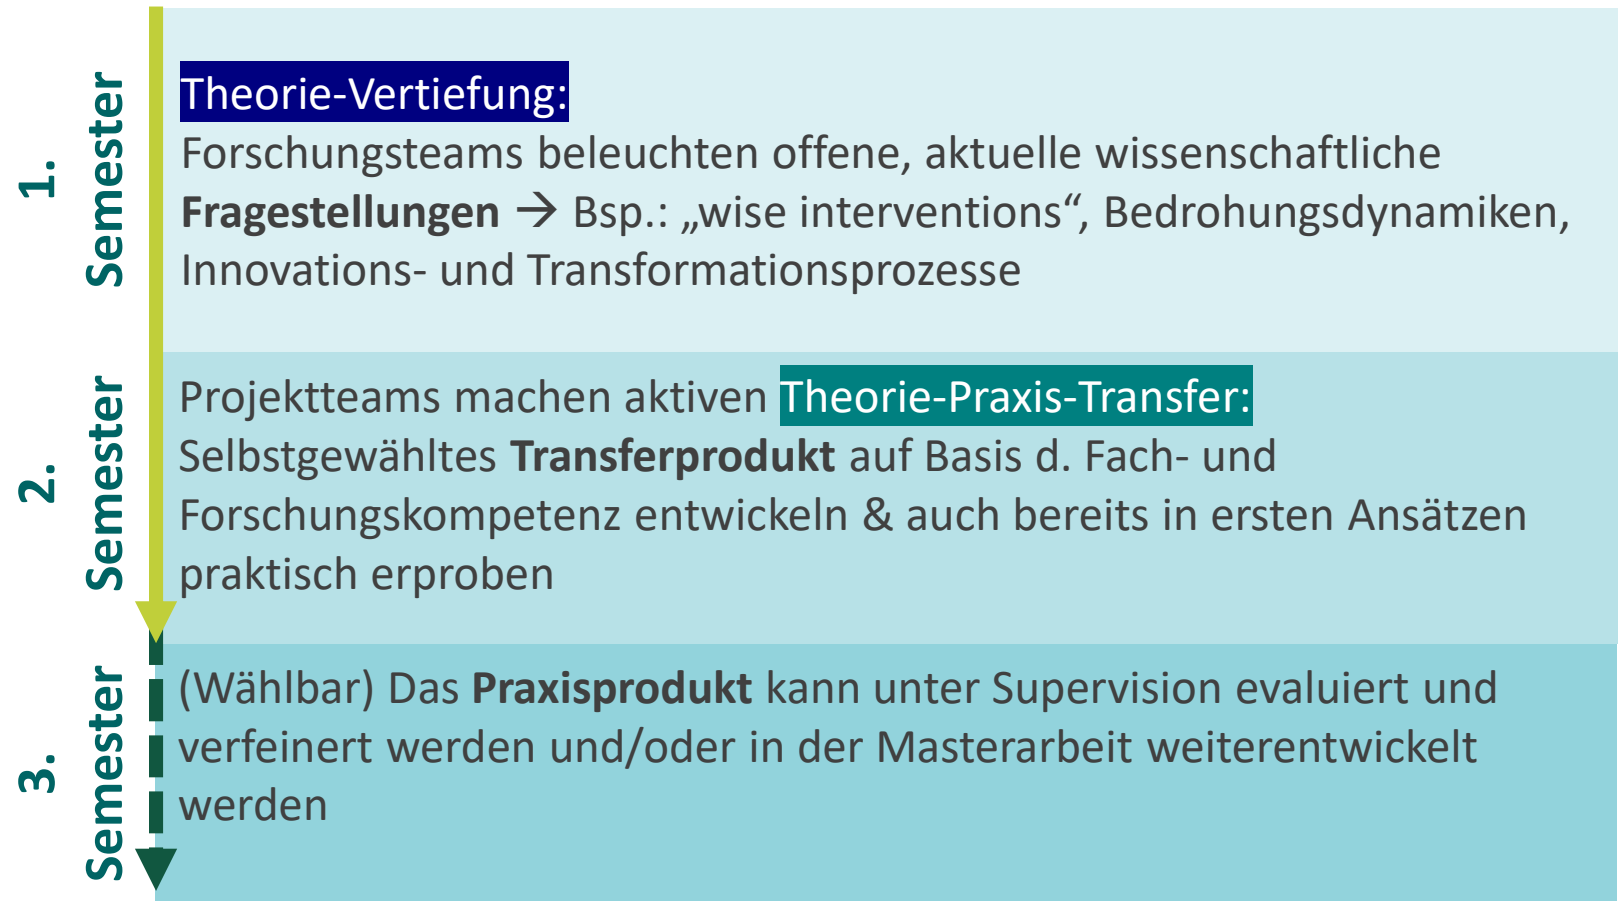 1.
Semester
Theorie-Vertiefung:
Forschungsteams beleuchten offene, aktuelle wissenschaftliche
Fragestellungen → Bsp.: „wise interventions“, Bedrohungsdynamiken,
Innovations- und Transformationsprozesse
2.
Semester
Projektteams machen aktiven Theorie-Praxis-Transfer:
Selbstgewähltes Transferprodukt auf Basis d. Fach- und
Forschungskompetenz entwickeln & auch bereits in ersten Ansätzen
praktisch erproben
3.
Semester
(Wählbar) Das Praxisprodukt kann unter Supervision evaluiert und
verfeinert werden und/oder in der Masterarbeit weiterentwickelt
werden